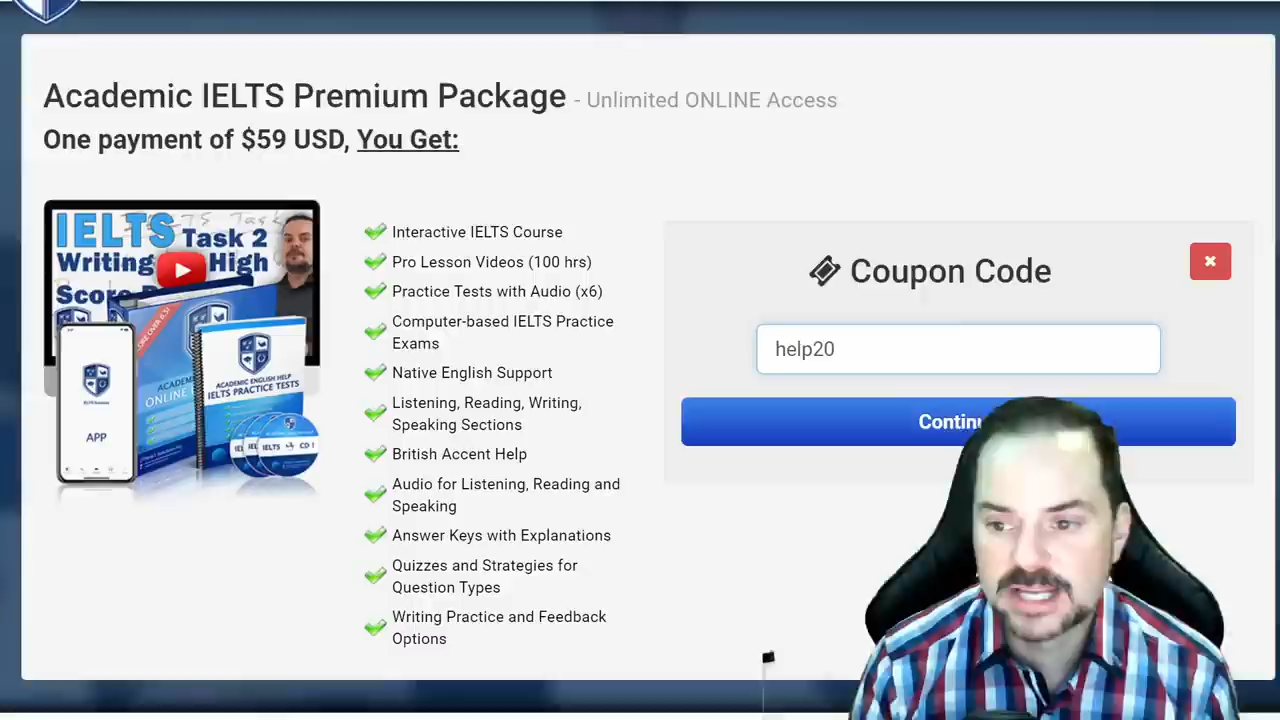 Academic IELTS Premium Package - Unlimited ONLINE Access
One payment of $59 USD, You Get:
IELTS Task 2
Writing High
Score
APP
ACADEMIC ENGLISH HELP
IELTS PRACTICE TESTS
IELTS
CD 1
Interactive IELTS Course
Pro Lesson Videos (100 hrs)
Practice Tests with Audio (x6)
Computer-based IELTS Practice
Exams
Native English Support
Listening, Reading, Writing,
Speaking Sections
British Accent Help
Audio for Listening, Reading and
Speaking
Answer Keys with Explanations
Quizzes and Strategies for
Question Types
Writing Practice and Feedback
Options
Coupon Code
help20